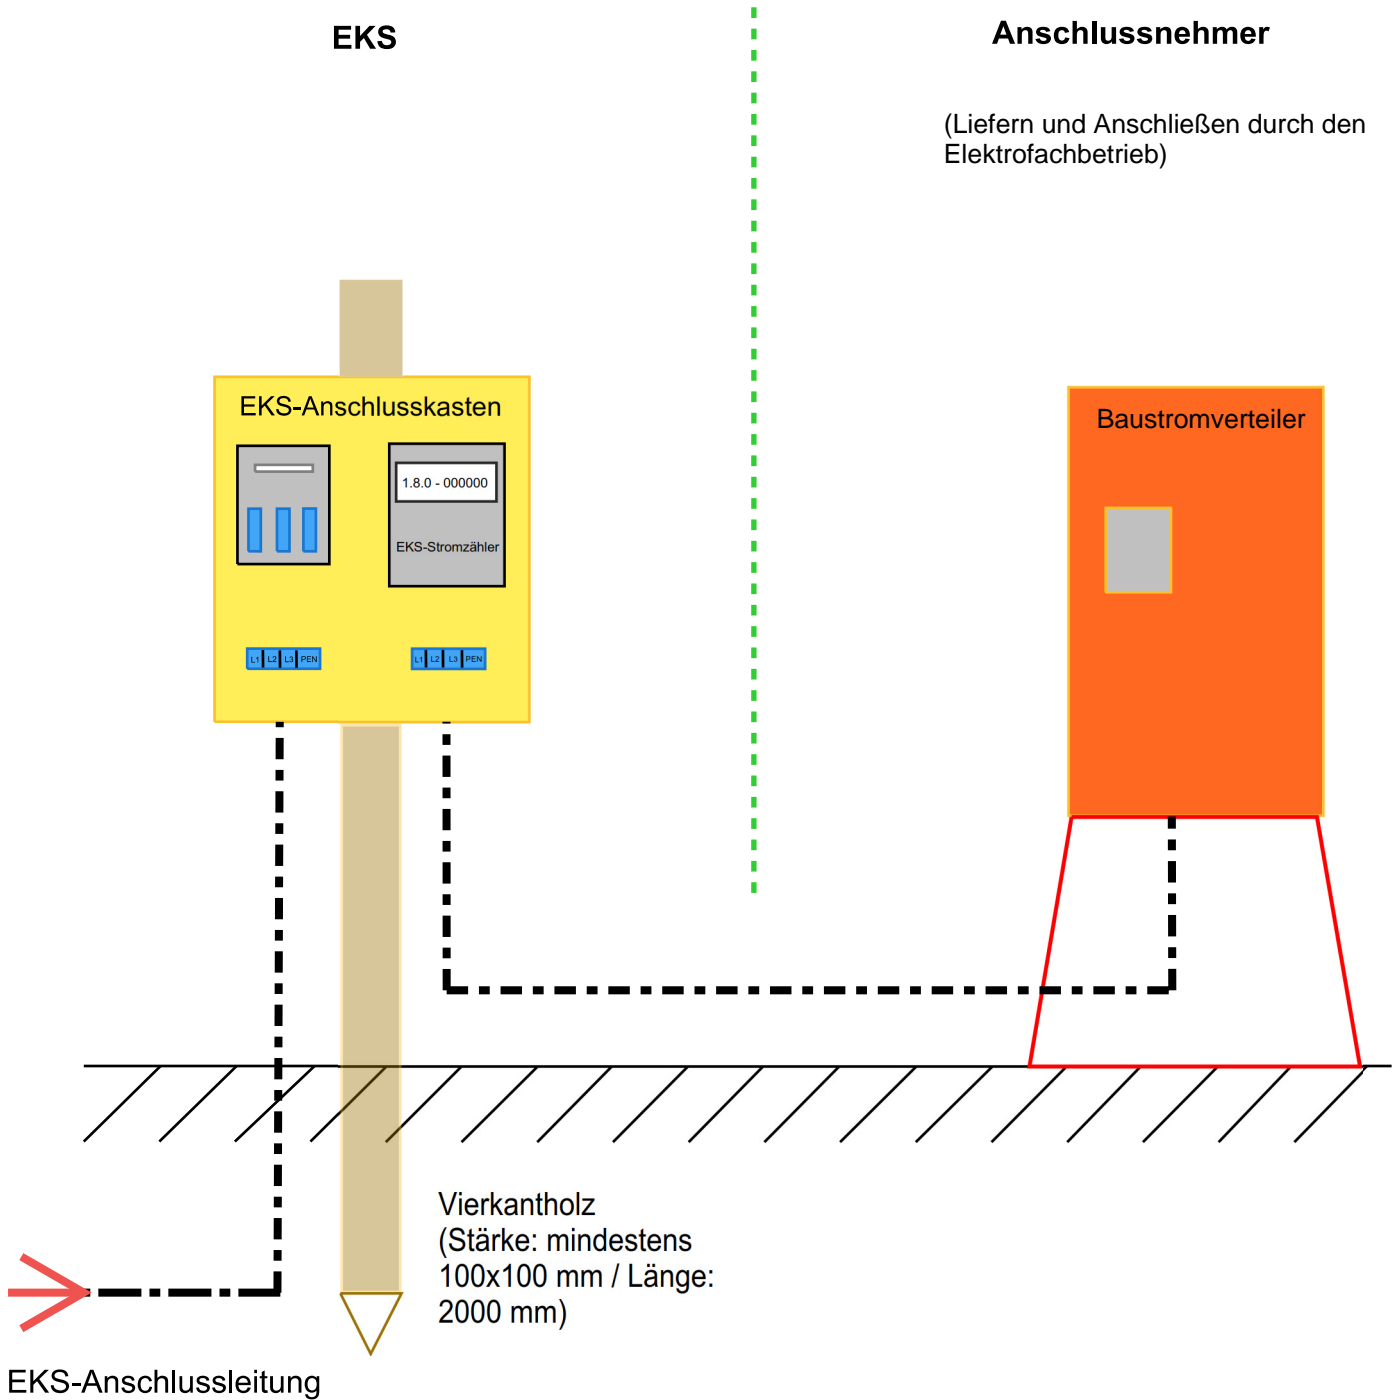 EKS
Anschlussnehmer
(Liefern und Anschließen durch den
Elektrofachbetrieb)
EKS-Anschlusskasten
1.8.0 - 000000
EKS-Stromzähler
L1 L2 L3 PEN
L1 L2 L3 PEN
Baustromverteiler
Vierkantholz
(Stärke: mindestens
100x100 mm / Länge:
2000 mm)
EKS-Anschlussleitung